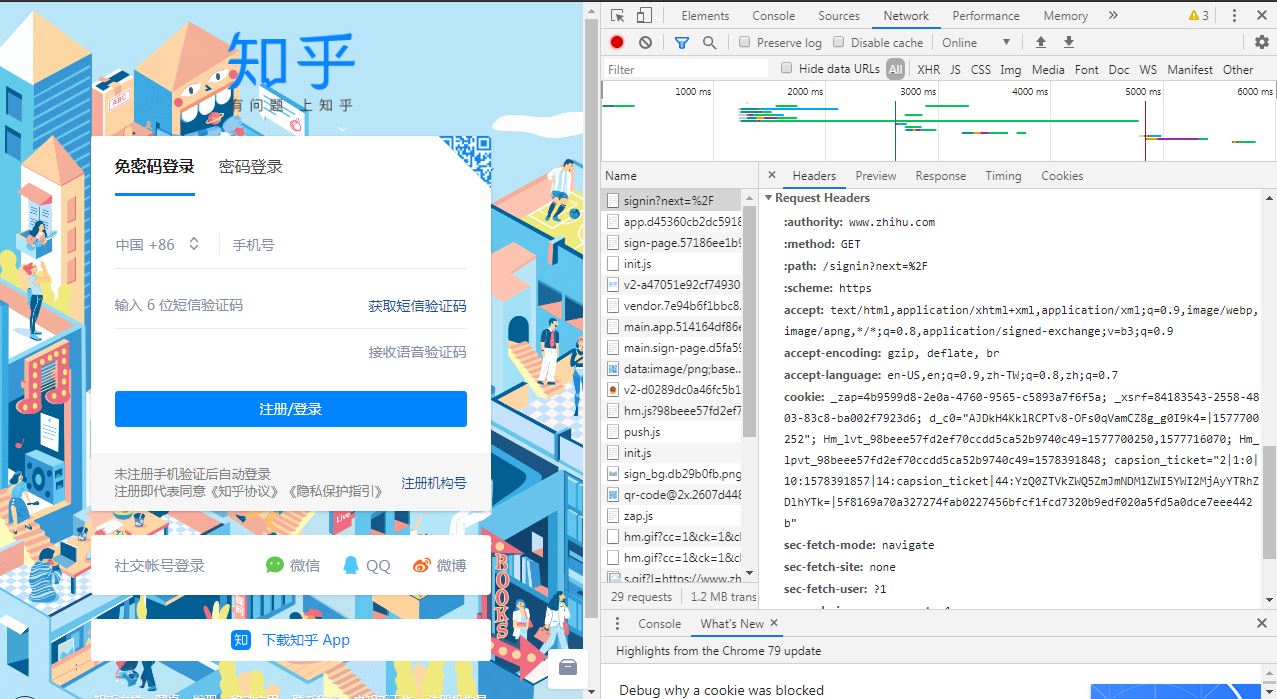 知乎
有问题 上知乎
ABC
免密码登录 密码登录
中国 +86 手机号
输入 6 位短信验证码 获取短信验证码
接收语音验证码
注册/登录
未注册手机验证后自动登录
注册即代表同意《知乎协议》《隐私保护指引》
注册机构号
Live
社交帐号登录 微信 QQ 微博
BOOKS
知 下载知乎 App
Elements Console Sources Network Performance Memory » 3
Preserve log Disable cache Online
Filter Hide data URLs All XHR JS CSS Img Media Font Doc WS Manifest Other
1000 ms 2000 ms 3000 ms 4000 ms 5000 ms 6000 ms
Name
signin?next=%2F
app.d45360cb2dc5918
sign-page.57186ee1b9
init.js
v2-a47051e92cf74930
vendor.7e94b6f1bbc8.
main.app.514164df86e
main.sign-page.d5fa59
data:image/png;base...
v2-d0289dc0a46fc5b1
hm.js?98beee57fd2ef7
push.js
init.js
sign_bg.db29b0fb.png
qr-code@2x.2607d448
zap.js
hm.gif?cc=1&ck=1&cl
hm.gif?cc=1&ck=1&cl
s.gif?l=https://www.zh
29 requests 1.2 MB trans
× Headers Preview Response Timing Cookies
Request Headers
:authority: www.zhihu.com
:method: GET
:path: /signin?next=%2F
:scheme: https
accept: text/html,application/xhtml+xml,application/xml;q=0.9,image/webp,
image/apng,*/*;q=0.8,application/signed-exchange;v=b3;q=0.9
accept-encoding: gzip, deflate, br
accept-language: en-US,en;q=0.9,zh-TW;q=0.8,zh;q=0.7
cookie: _zap=4b9599d8-2e0a-4760-9565-c5893a7f6f5a; _xsrf=84183543-2558-48
03-83c8-ba002f7923d6; d_c0="AJDkH4kklRCPTv8-OFs0qVamCZ8g_g0I9k4=|1577700
252"; Hm_lvt_98beee57fd2ef70ccdd5ca52b9740c49=1577700250,1577716070; Hm_
lpvt_98beee57fd2ef70ccdd5ca52b9740c49=1578391848; capsion_ticket="2|1:0|
10:1578391857|14:capsion_ticket|44:YzQ0ZTVkZWQ5ZmJmNDM1ZWI5YWI2MjAyYTRhZ
DlhYTk=|5f8169a70a327274fab0227456bfcf1fcd7320b9edf020a5fd5a0dce7eee442
b"
sec-fetch-mode: navigate
sec-fetch-site: none
sec-fetch-user: ?1
Console What's New ×
Highlights from the Chrome 79 update
Debug why a cookie was blocked